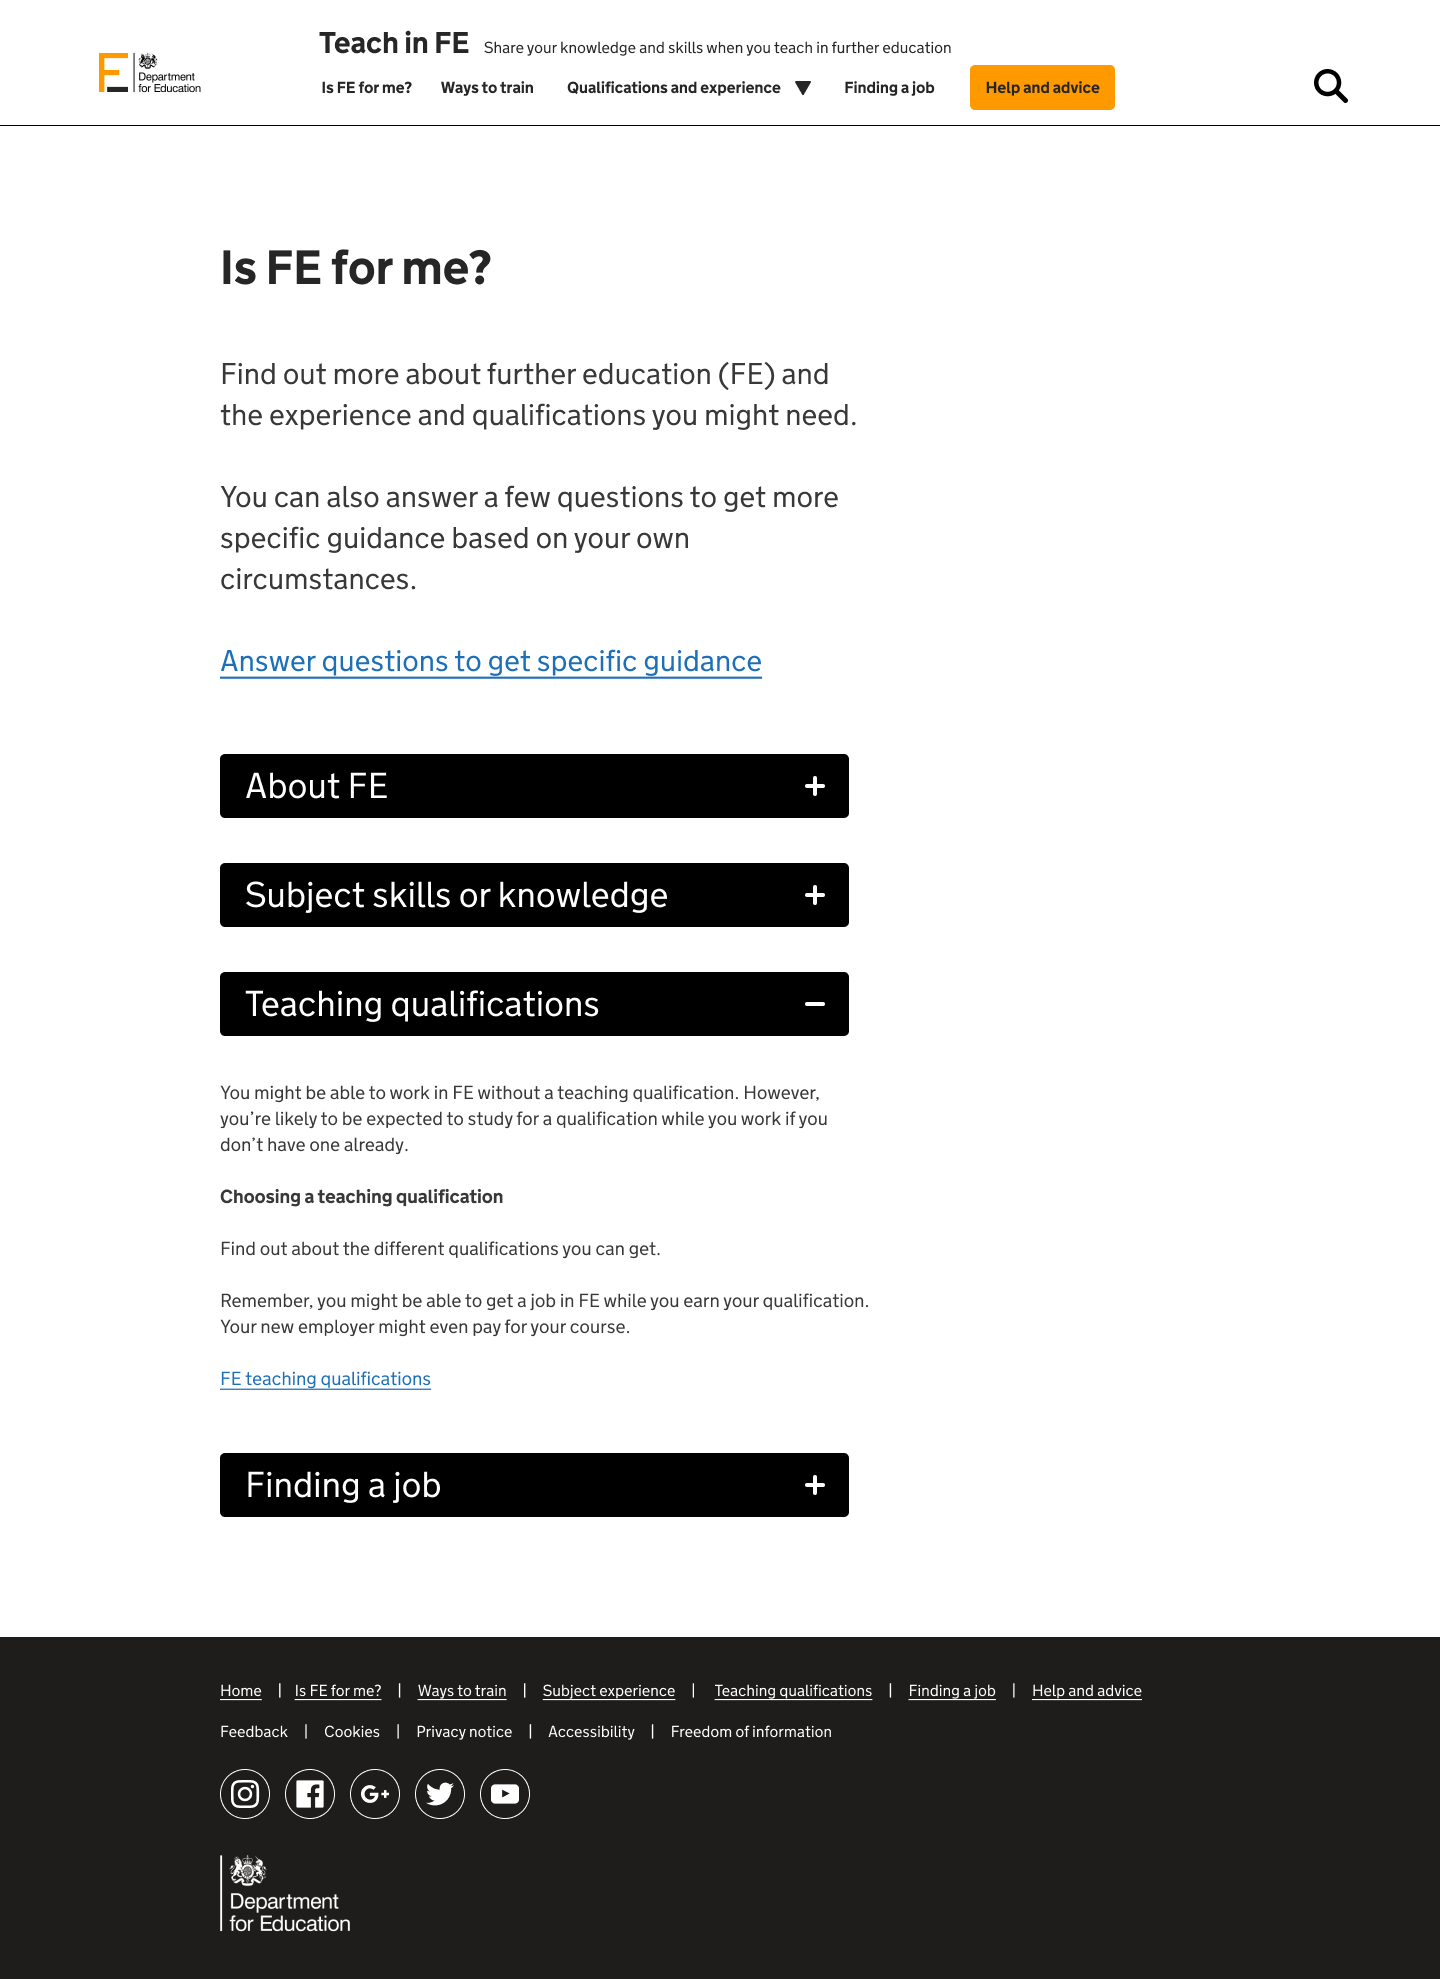 Teach in FE Share your knowledge and skills when you teach in further education
Department
for Education
Is FE for me? Ways to train Qualifications and experience ▼ Finding a job Help and advice
Is FE for me?
Find out more about further education (FE) and
the experience and qualifications you might need.
You can also answer a few questions to get more
specific guidance based on your own
circumstances.
Answer questions to get specific guidance
About FE +
Subject skills or knowledge +
Teaching qualifications −
You might be able to work in FE without a teaching qualification. However,
you’re likely to be expected to study for a qualification while you work if you
don’t have one already.
Choosing a teaching qualification
Find out about the different qualifications you can get.
Remember, you might be able to get a job in FE while you earn your qualification.
Your new employer might even pay for your course.
FE teaching qualifications
Finding a job +
Home | Is FE for me? | Ways to train | Subject experience | Teaching qualifications | Finding a job | Help and advice
Feedback | Cookies | Privacy notice | Accessibility | Freedom of information
G+
Department
for Education